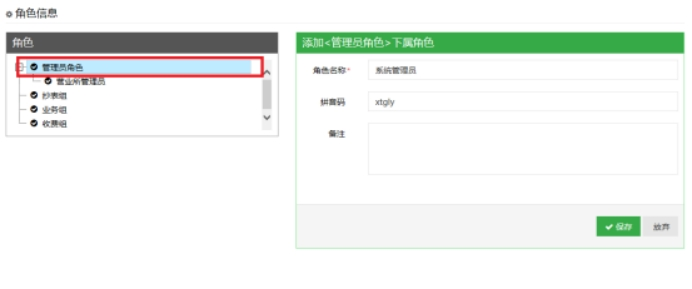 角色信息
角色
管理员角色
营业所管理员
抄表组
业务组
收费组
添加<管理员角色>下属角色
角色名称*
系统管理员
拼音码
xtgly
备注
保存
放弃